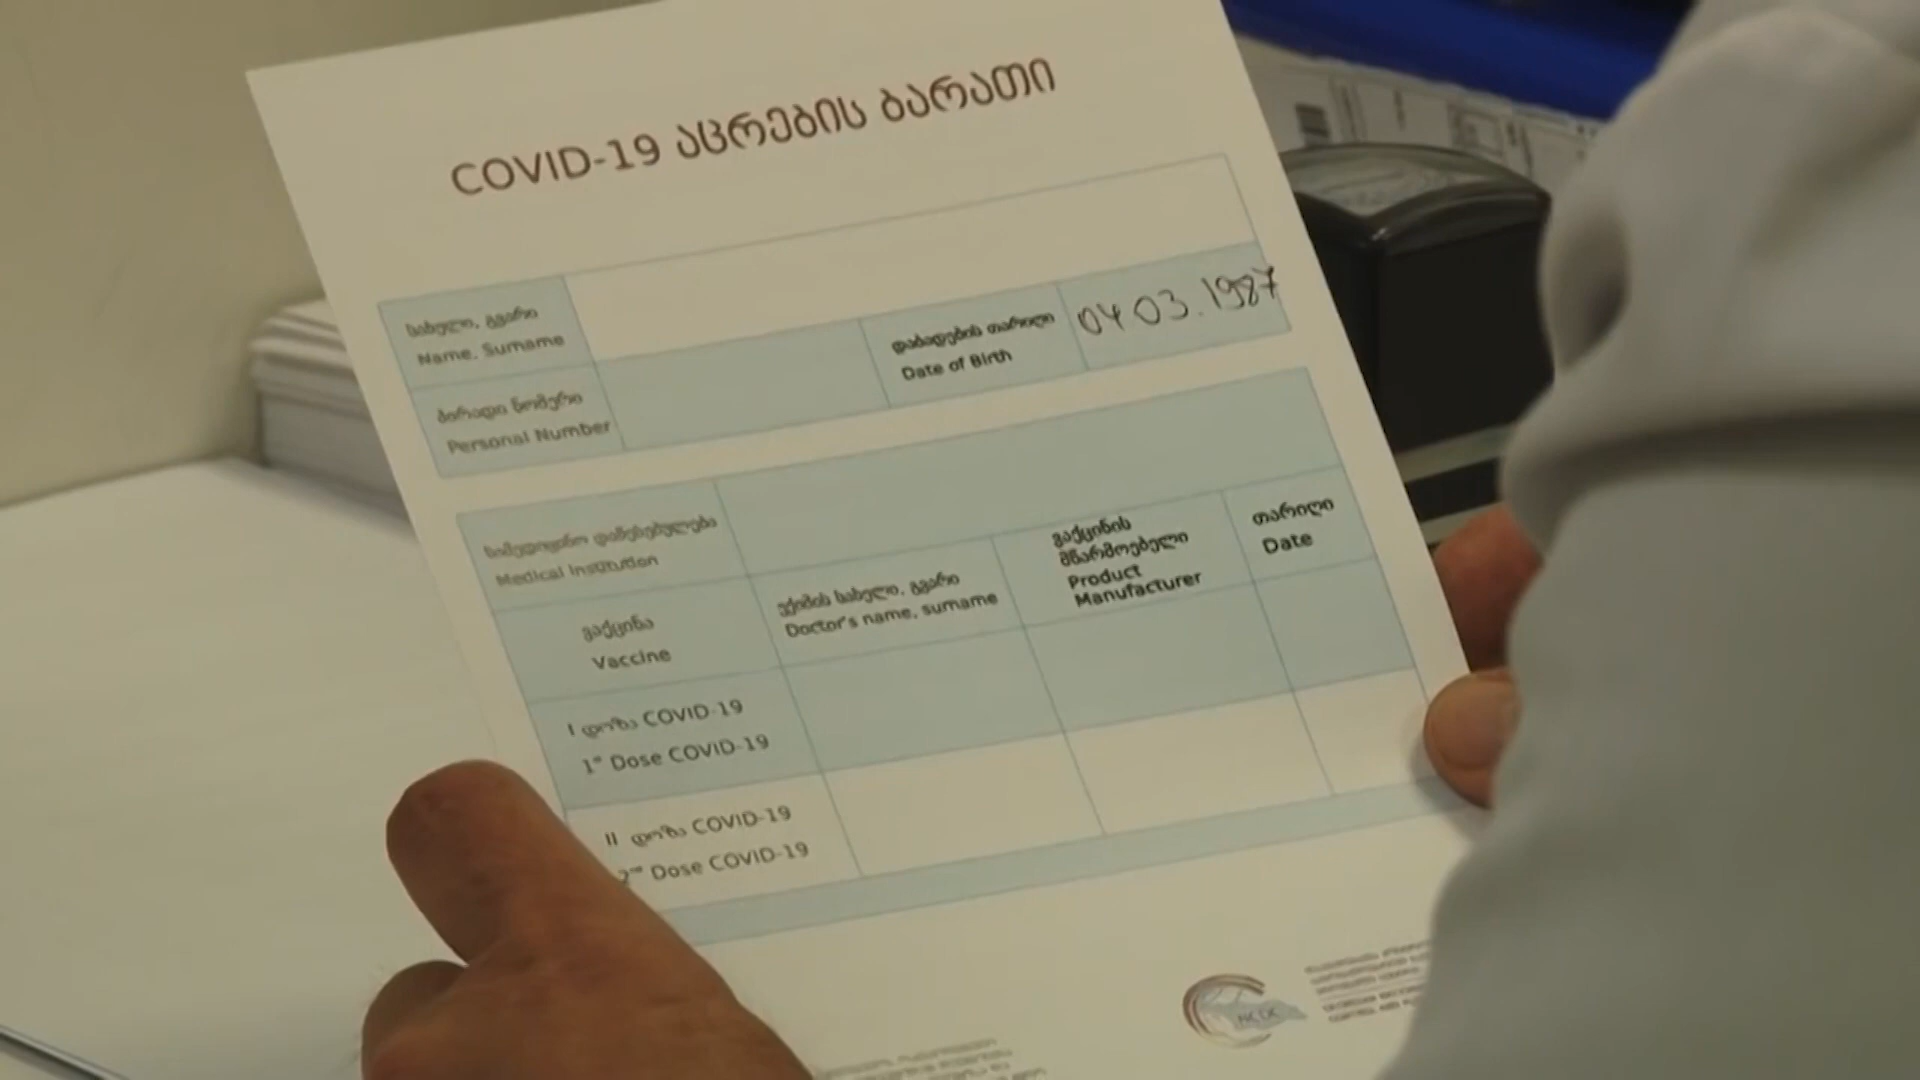 COVID-19 აცრების ბარათი
სახელი, გვარი
Name, Surname
პირადი ნომერი
Personal Number
დაბადების თარიღი
Date of Birth
04 03.1987
სამედიცინო დაწესებულება
Medical Institution
ვაქცინა
Vaccine
ექიმის სახელი, გვარი
Doctor's name, surname
ვაქცინის
მწარმოებელი
Product
Manufacturer
თარიღი
Date
I დოზა COVID-19
1st Dose COVID-19
II დოზა COVID-19
2nd Dose COVID-19
NCDC